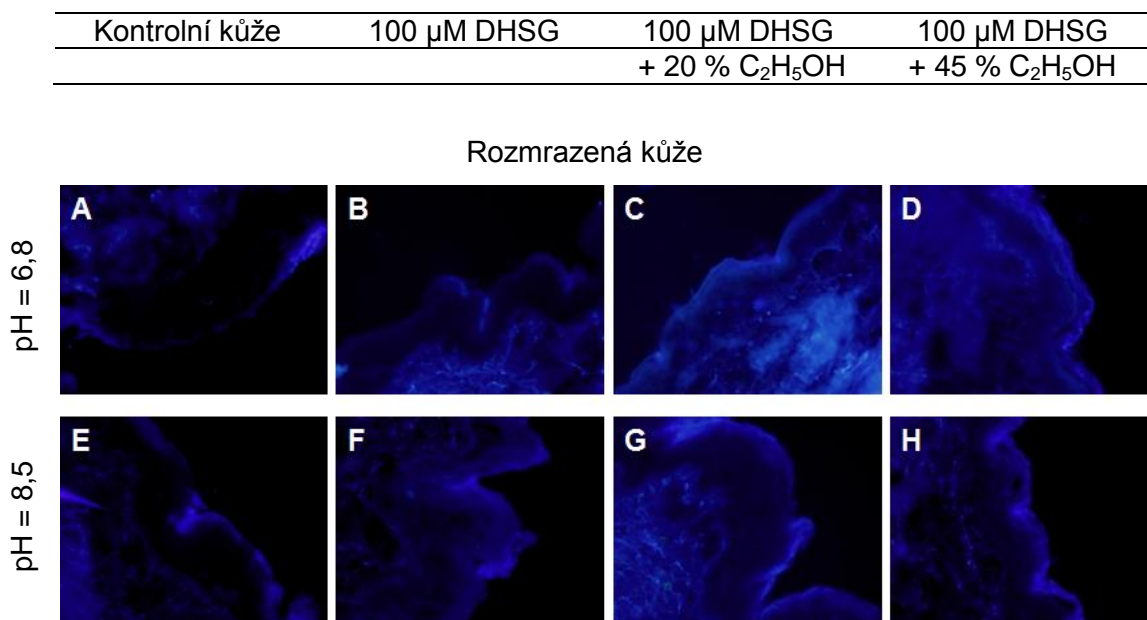 Kontrolní kůže 100 µM DHSG 100 µM DHSG 100 µM DHSG
+ 20 % C₂H₅OH + 45 % C₂H₅OH
Rozmrazená kůže
pH = 6,8
A B C D
pH = 8,5
E F G H